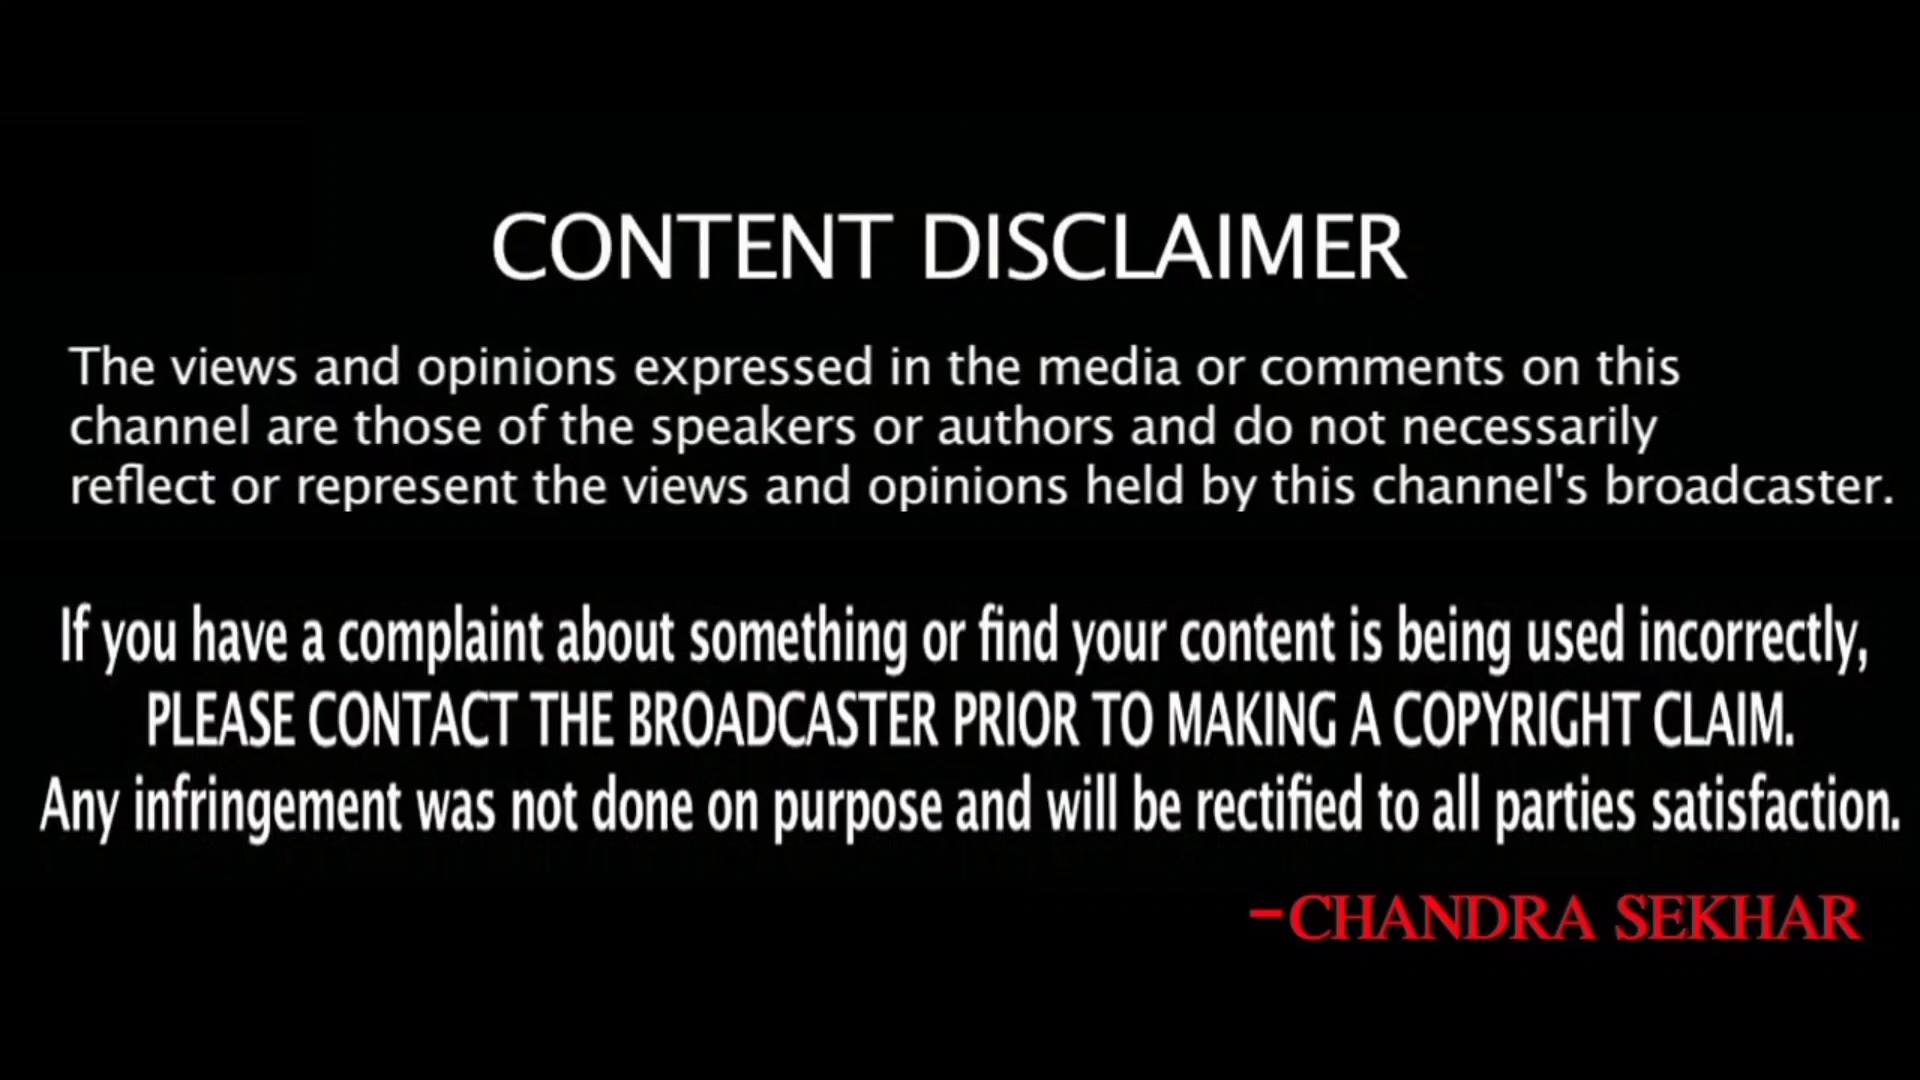 CONTENT DISCLAIMER
The views and opinions expressed in the media or comments on this
channel are those of the speakers or authors and do not necessarily
reflect or represent the views and opinions held by this channel's broadcaster.
If you have a complaint about something or find your content is being used incorrectly,
PLEASE CONTACT THE BROADCASTER PRIOR TO MAKING A COPYRIGHT CLAIM.
Any infringement was not done on purpose and will be rectified to all parties satisfaction.
-CHANDRA SEKHAR